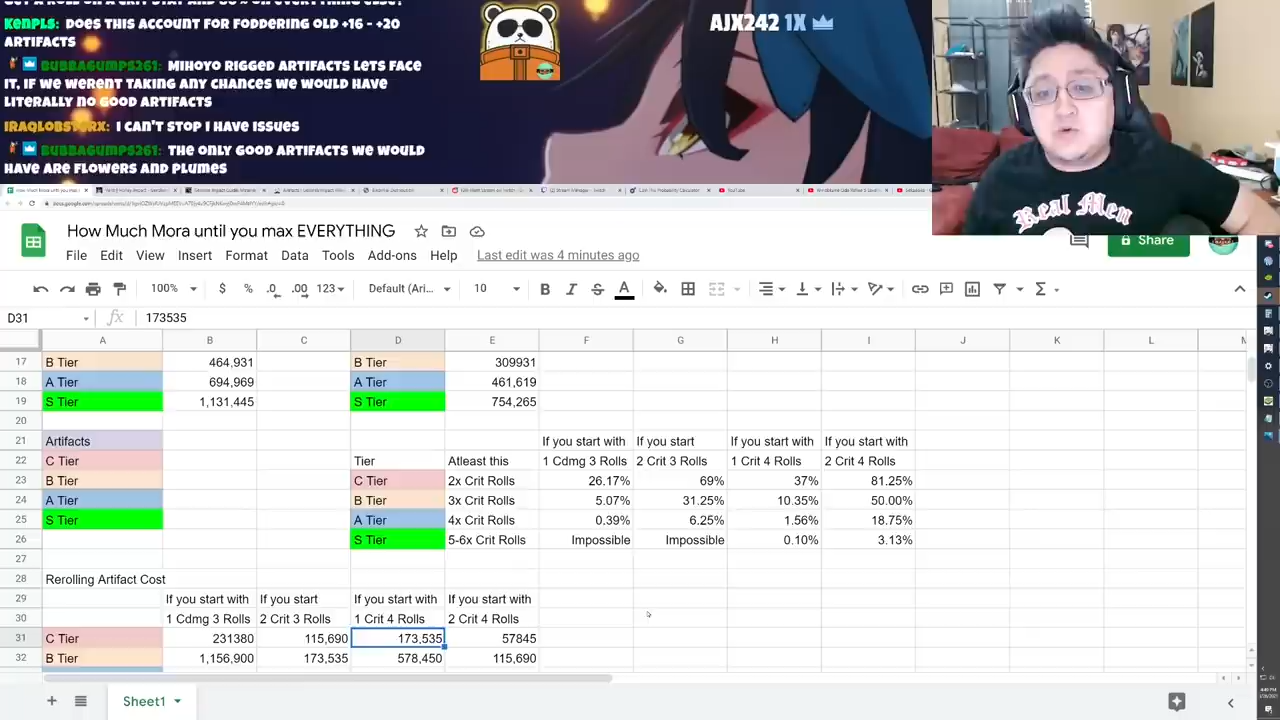 KENPLS: DOES THIS ACCOUNT FOR FODDERING OLD +16 - +20
ARTIFACTS
BUBBAGUMPS261: MIHOYO RIGGED ARTIFACTS LETS FACE
IT, IF WE WERENT TAKING ANY CHANCES WE WOULD HAVE
LITERALLY NO GOOD ARTIFACTS
IRAQLOBSTERX: I CAN'T STOP I HAVE ISSUES
BUBBAGUMPS261: THE ONLY GOOD ARTIFACTS WE WOULD
HAVE ARE FLOWERS AND PLUMES
AJX242 1X
Real Men
How Much Mora until you max EVERYTHING
Share
File Edit View Insert Format Data Tools Add-ons Help Last edit was 4 minutes ago
100% $ % .0 .00 123 Default (Ari... 10 B I S A Σ
D31 fx 173535
A B C D E F G H I J K L M
17 B Tier 464,931 B Tier 309931
18 A Tier 694,969 A Tier 461,619
19 S Tier 1,131,445 S Tier 754,265
20
21 Artifacts If you start with If you start If you start with If you start with
22 C Tier Tier Atleast this 1 Cdmg 3 Rolls 2 Crit 3 Rolls 1 Crit 4 Rolls 2 Crit 4 Rolls
23 B Tier C Tier 2x Crit Rolls 26.17% 69% 37% 81.25%
24 A Tier B Tier 3x Crit Rolls 5.07% 31.25% 10.35% 50.00%
25 S Tier A Tier 4x Crit Rolls 0.39% 6.25% 1.56% 18.75%
26 S Tier 5-6x Crit Rolls Impossible Impossible 0.10% 3.13%
27
28 Rerolling Artifact Cost
29 If you start with If you start If you start with If you start with
30 1 Cdmg 3 Rolls 2 Crit 3 Rolls 1 Crit 4 Rolls 2 Crit 4 Rolls
31 C Tier 231380 115,690 173,535 57845
32 B Tier 1,156,900 173,535 578,450 115,690
Sheet1